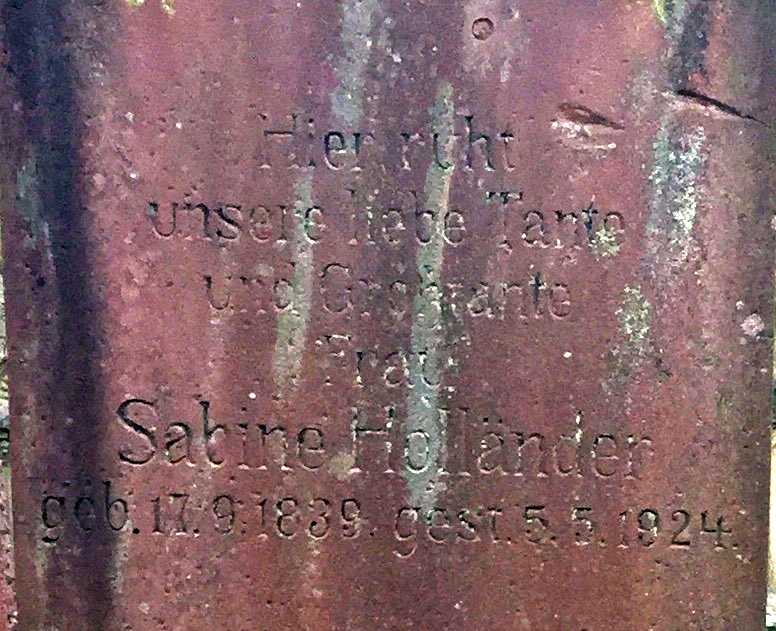 Hier ruht
unsere liebe Tante
und Großtante
Frau
Sabine Holländer
geb. 17. 9. 1839. gest. 5. 5. 1924.